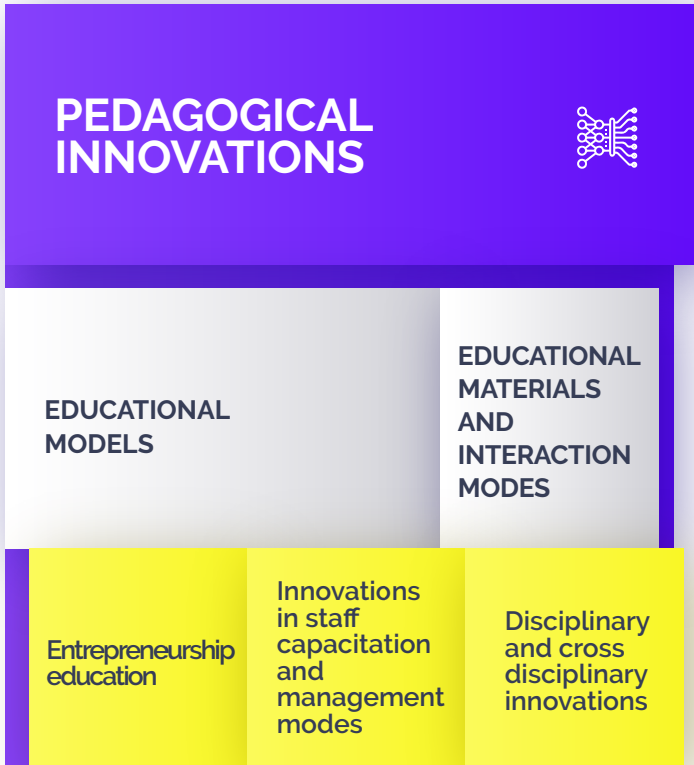 PEDAGOGICAL
INNOVATIONS
EDUCATIONAL
MODELS
EDUCATIONAL
MATERIALS
AND
INTERACTION
MODES
Entrepreneurship
education
Innovations
in staff
capacitation
and
management
modes
Disciplinary
and cross
disciplinary
innovations